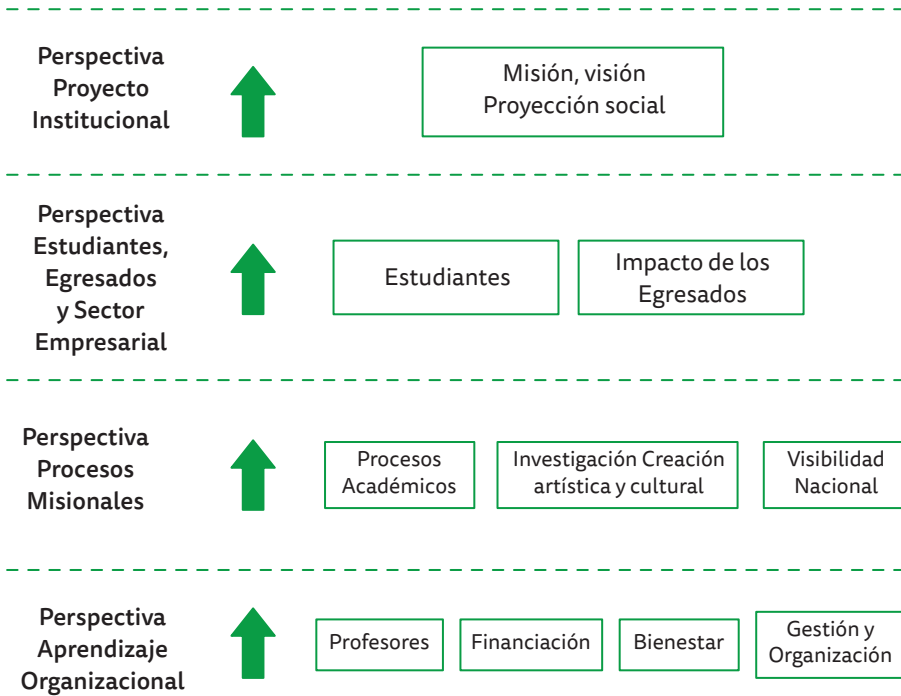 Perspectiva
Proyecto
Institucional
Misión, visión
Proyección social
Perspectiva
Estudiantes,
Egresados
y Sector
Empresarial
Estudiantes
Impacto de los
Egresados
Perspectiva
Procesos
Misionales
Procesos
Académicos
Investigación Creación
artística y cultural
Visibilidad
Nacional
Perspectiva
Aprendizaje
Organizacional
Profesores
Financiación
Bienestar
Gestión y
Organización